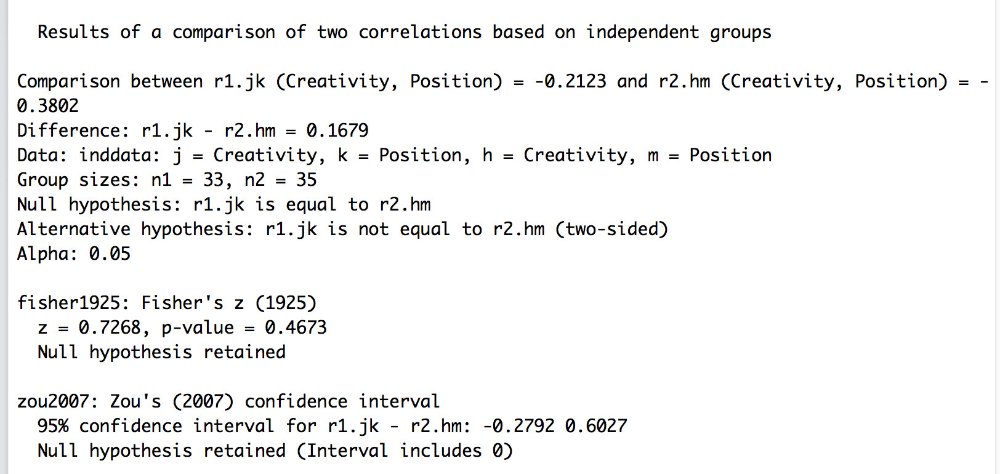 Results of a comparison of two correlations based on independent groups
Comparison between r1.jk (Creativity, Position) = -0.2123 and r2.hm (Creativity, Position) = -
0.3802
Difference: r1.jk - r2.hm = 0.1679
Data: inddata: j = Creativity, k = Position, h = Creativity, m = Position
Group sizes: n1 = 33, n2 = 35
Null hypothesis: r1.jk is equal to r2.hm
Alternative hypothesis: r1.jk is not equal to r2.hm (two-sided)
Alpha: 0.05
fisher1925: Fisher's z (1925)
z = 0.7268, p-value = 0.4673
Null hypothesis retained
zou2007: Zou's (2007) confidence interval
95% confidence interval for r1.jk - r2.hm: -0.2792 0.6027
Null hypothesis retained (Interval includes 0)